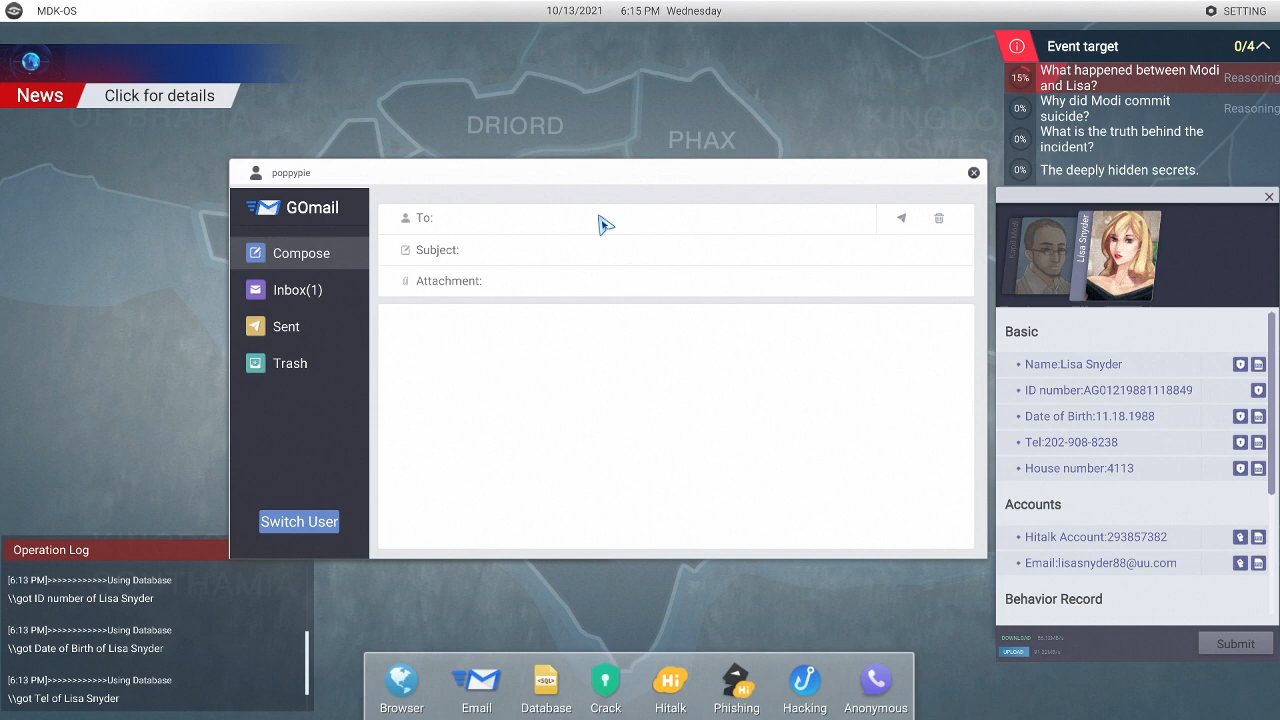 MDK-OS
10/13/2021 6:15 PM Wednesday
SETTING
News
Click for details
DRIORD
PHAX
Event target
0/4
15%
What happened between Modi
and Lisa?
Reasoning
0%
Why did Modi commit
suicide?
Reasoning
0%
What is the truth behind the
incident?
0%
The deeply hidden secrets.
poppypie
GOmail
Compose
Inbox(1)
Sent
Trash
Switch User
To:
Subject:
Attachment:
Lisa Snyder
Basic
• Name:Lisa Snyder
• ID number:AG01219881118849
• Date of Birth:11.18.1988
• Tel:202-908-8238
• House number:4113
Accounts
• Hitalk Account:293857382
• Email:lisasnyder88@uu.com
Behavior Record
DOWNLOAD
UPLOAD
Submit
Operation Log
[6:13 PM]>>>>>>>>>>>>Using Database
\\got ID number of Lisa Snyder
[6:13 PM]>>>>>>>>>>>>Using Database
\\got Date of Birth of Lisa Snyder
[6:13 PM]>>>>>>>>>>>>Using Database
\\got Tel of Lisa Snyder
Browser
Email
<SQL>
Database
Crack
Hi
Hitalk
Hi
Phishing
Hacking
Anonymous